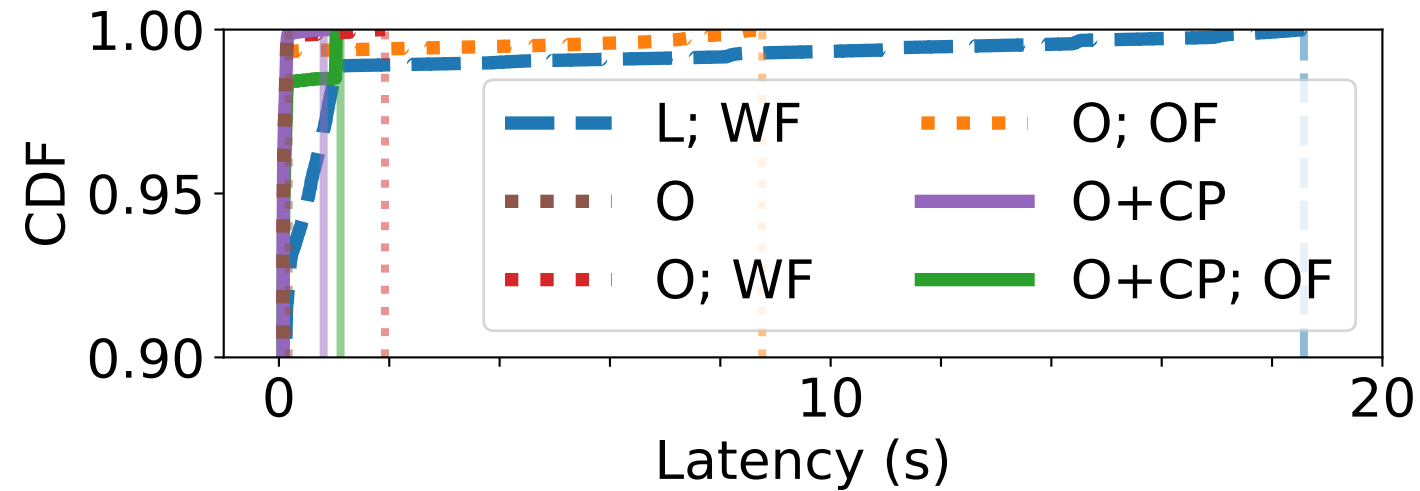 1.00
0.95
0.90
CDF
L; WF
O
O; WF
O; OF
O+CP
O+CP; OF
0
10
20
Latency (s)